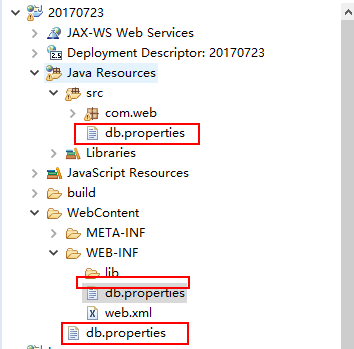 20170723
JAX-WS Web Services
Deployment Descriptor: 20170723
Java Resources
src
com.web
db.properties
Libraries
JavaScript Resources
build
WebContent
META-INF
WEB-INF
lib
db.properties
web.xml
db.properties